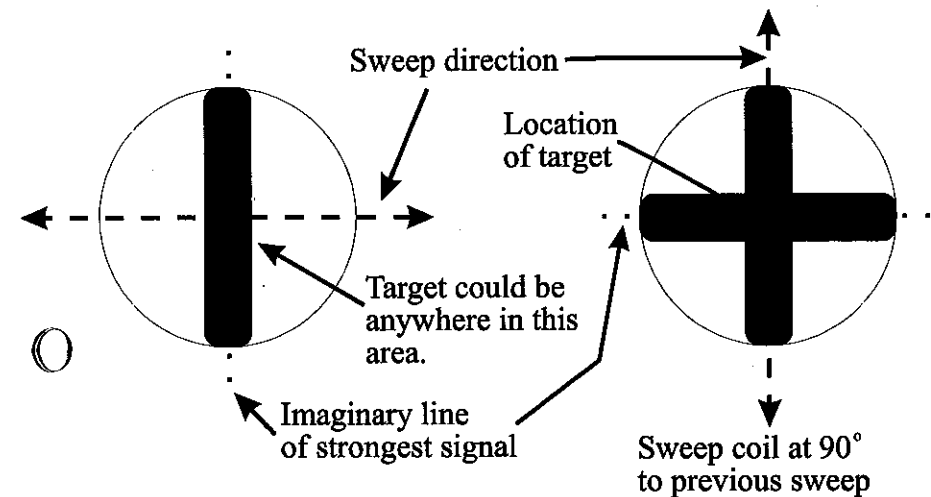 Sweep direction
Location
of target
Target could be
anywhere in this
area.
Imaginary line
of strongest signal
Sweep coil at 90°
to previous sweep